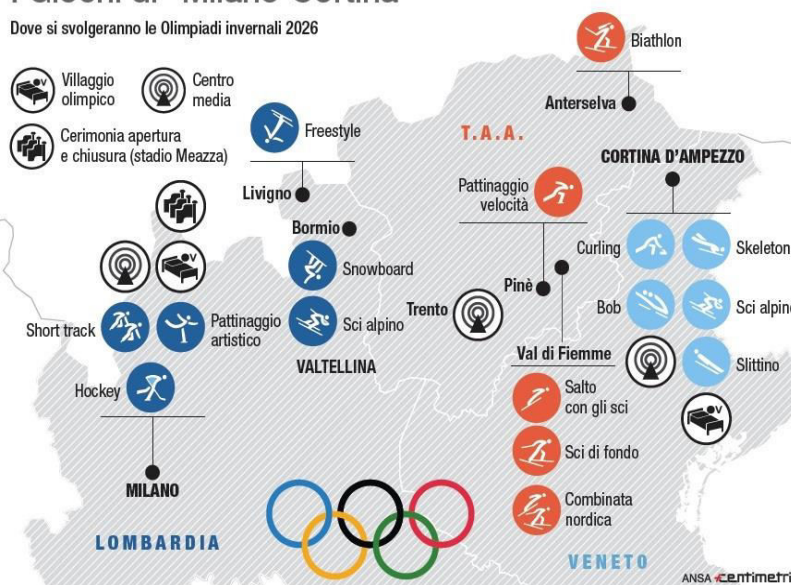 Dove si svolgeranno le Olimpiadi invernali 2026
Villaggio
olimpico
Centro
media
Cerimonia apertura
e chiusura (stadio Meazza)
Biathlon
Anterselva
Freestyle
T.A.A.
CORTINA D'AMPEZZO
Livigno
Pattinaggio
velocità
Bormio
Curling
Skeleton
Snowboard
Pinè
Trento
Bob
Sci alpino
Short track
Pattinaggio
artistico
Sci alpino
VALTELLINA
Val di Fiemme
Slittino
Hockey
Salto
con gli sci
Sci di fondo
MILANO
Combinata
nordica
LOMBARDIA
VENETO
ANSA centimetri